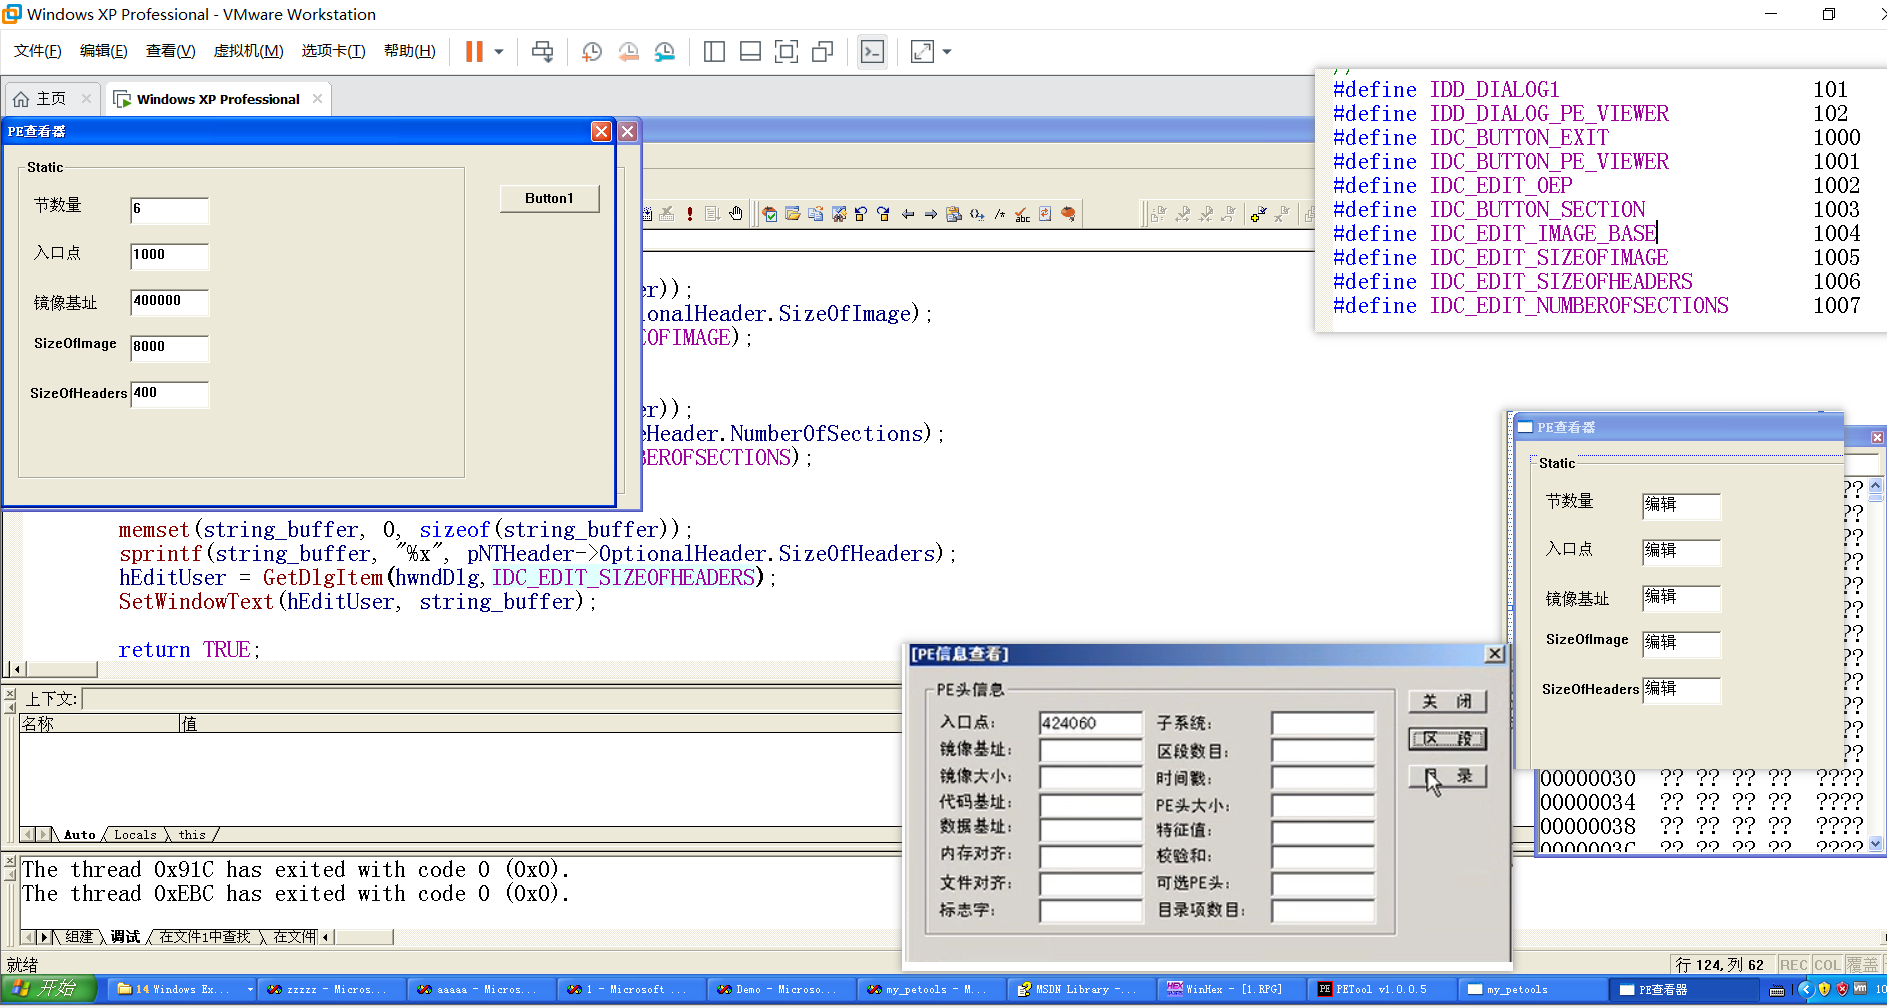 Windows XP Professional - VMware Workstation
文件(F) 编辑(E) 查看(V) 虚拟机(M) 选项卡(T) 帮助(H)
主页 Windows XP Professional
PE查看器
Static
节数量 6
入口点 1000
镜像基址 400000
SizeOfImage 8000
SizeOfHeaders 400
Button1
#define IDD_DIALOG1 101
#define IDD_DIALOG_PE_VIEWER 102
#define IDC_BUTTON_EXIT 1000
#define IDC_BUTTON_PE_VIEWER 1001
#define IDC_EDIT_OEP 1002
#define IDC_BUTTON_SECTION 1003
#define IDC_EDIT_IMAGE_BASE 1004
#define IDC_EDIT_SIZEOFIMAGE 1005
#define IDC_EDIT_SIZEOFHEADERS 1006
#define IDC_EDIT_NUMBEROFSECTIONS 1007
er));
ionalHeader.SizeOfImage);
OFIMAGE);
er));
eHeader.NumberOfSections);
BEROFSECTIONS);
memset(string_buffer, 0, sizeof(string_buffer));
sprintf(string_buffer, "%x", pNTHeader->OptionalHeader.SizeOfHeaders);
hEditUser = GetDlgItem(hwndDlg,IDC_EDIT_SIZEOFHEADERS);
SetWindowText(hEditUser, string_buffer);
return TRUE;
PE查看器
Static
节数量 编辑
入口点 编辑
镜像基址 编辑
SizeOfImage 编辑
SizeOfHeaders 编辑
00000030 ?? ?? ?? ?? ????
00000034 ?? ?? ?? ?? ????
00000038 ?? ?? ?? ?? ????
0000003C ?? ?? ?? ?? ????
[PE信息查看]
PE头信息
入口点: 424060 子系统:
镜像基址: 区段数目:
镜像大小: 时间戳:
代码基址: PE头大小:
数据基址: 特征值:
内存对齐: 校验和:
文件对齐: 可选PE头:
标志字: 目录项数目:
关 闭
区 段
录
上下文:
名称 值
Auto Locals this
The thread 0x91C has exited with code 0 (0x0).
The thread 0xEBC has exited with code 0 (0x0).
组建 调试 在文件1中查找 在文件
就绪
行 124, 列 62 REC COL 覆盖
开始 14 Windows Ex... zzzzz - Micros... aaaaa - Micros... 1 - Microsoft ... Demo - Microso... my_petools - M... MSDN Library -... WinHex - [1.RPG] PETool v1.0.0.5 my_petools PE查看器 10